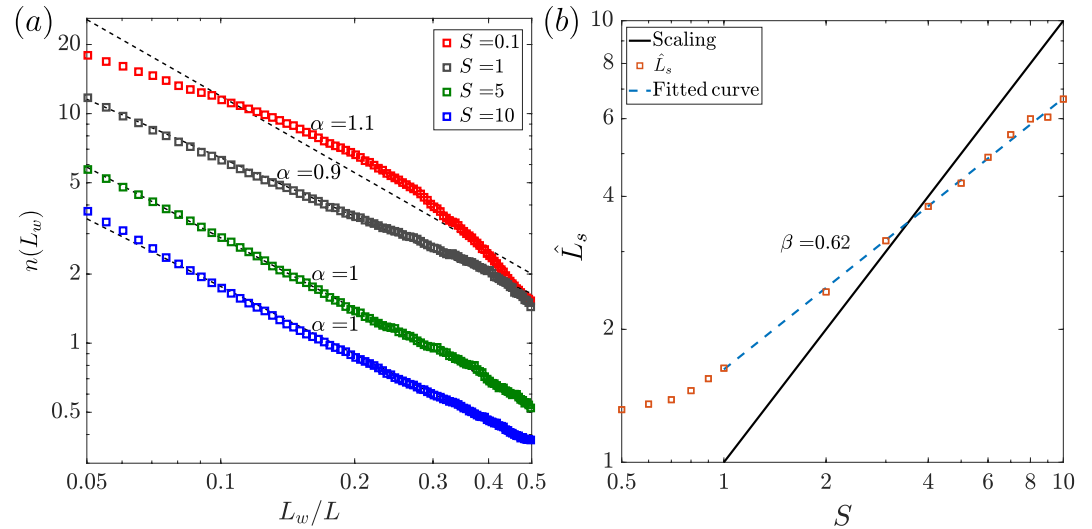 (a)
20
10
5
2
1
0.5
n(L_w)
0.05
0.1
0.2
0.3
0.4
0.5
L_w/L
S =0.1
S =1
S =5
S =10
α =1.1
α =0.9
α =1
α =1
(b)
10
8
6
4
2
1
L̂_s
0.5
1
2
4
6
8
10
S
Scaling
L̂_s
Fitted curve
β =0.62